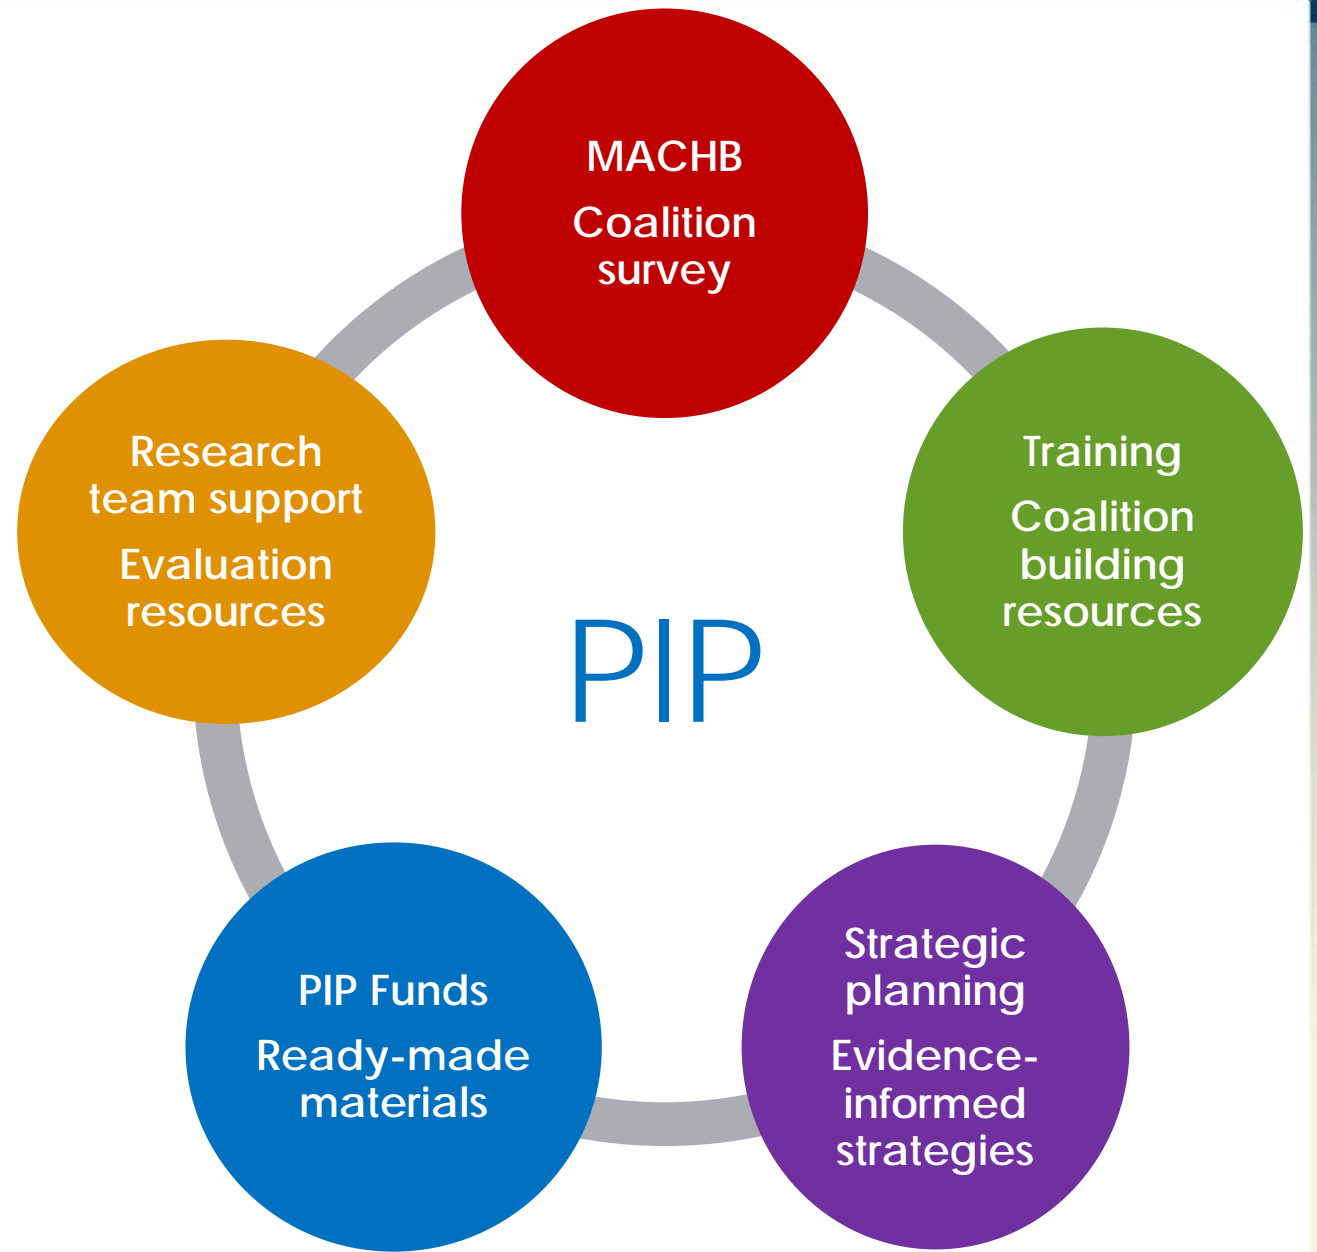 MACHB
Coalition
survey
Training
Coalition
building
resources
Strategic
planning
Evidence-
informed
strategies
PIP Funds
Ready-made
materials
Research
team support
Evaluation
resources
PIP